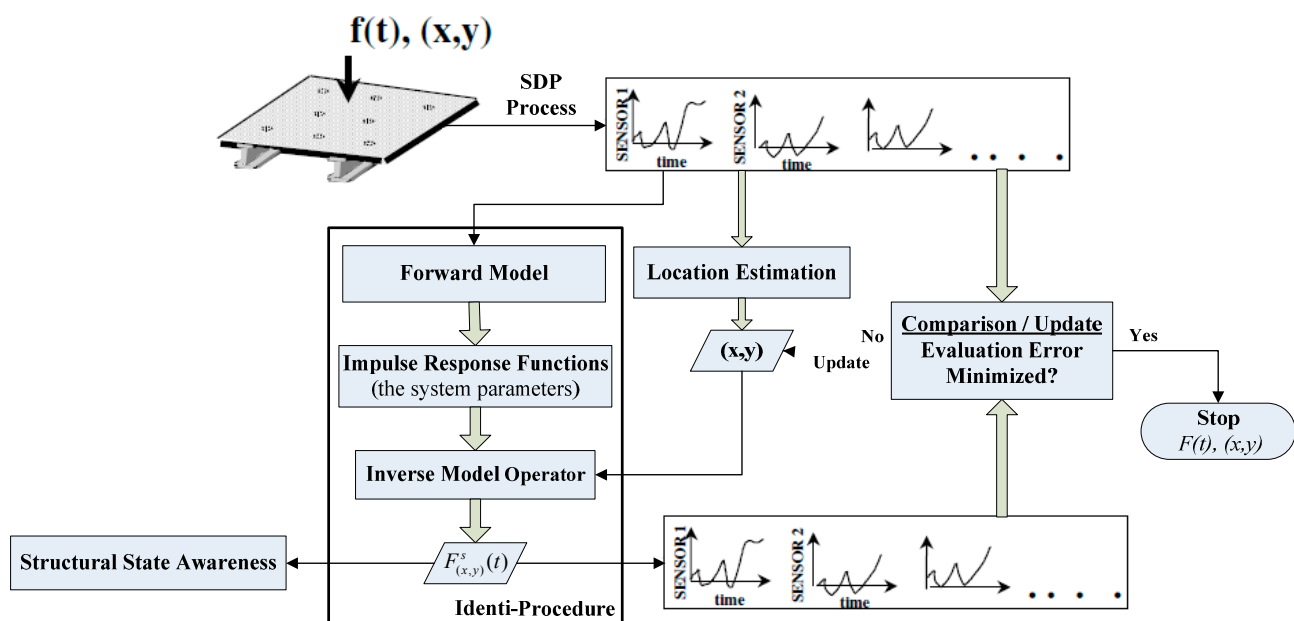 f(t), (x,y)
SDP
Process
SENSOR 1
time
SENSOR 2
time
Forward Model
Location Estimation
Impulse Response Functions
(the system parameters)
(x,y)
No
Update
Comparison / Update
Evaluation Error
Minimized?
Yes
Stop
F(t), (x,y)
Inverse Model Operator
Structural State Awareness
F^s_(x,y)(t)
Identi-Procedure
SENSOR 1
time
SENSOR 2
time